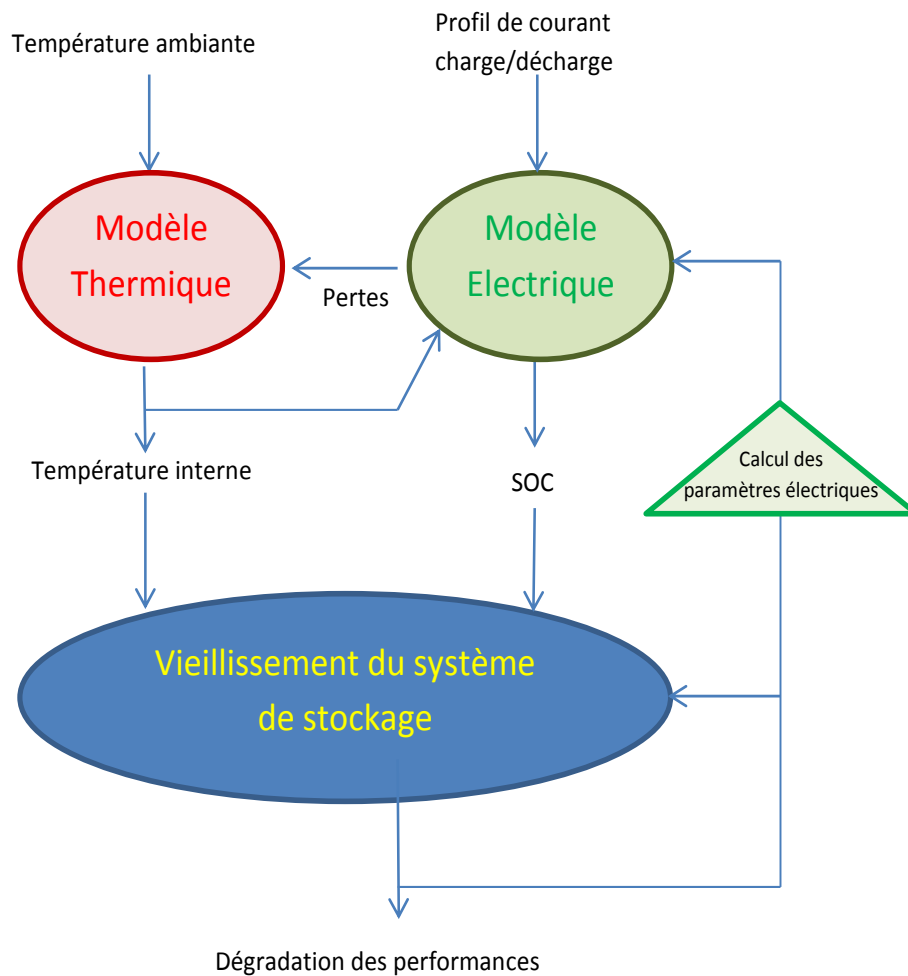 Température ambiante
Profil de courant
charge/décharge
Modèle
Thermique
Modèle
Electrique
Pertes
Température interne
SOC
Calcul des
paramètres électriques
Vieillissement du système
de stockage
Dégradation des performances